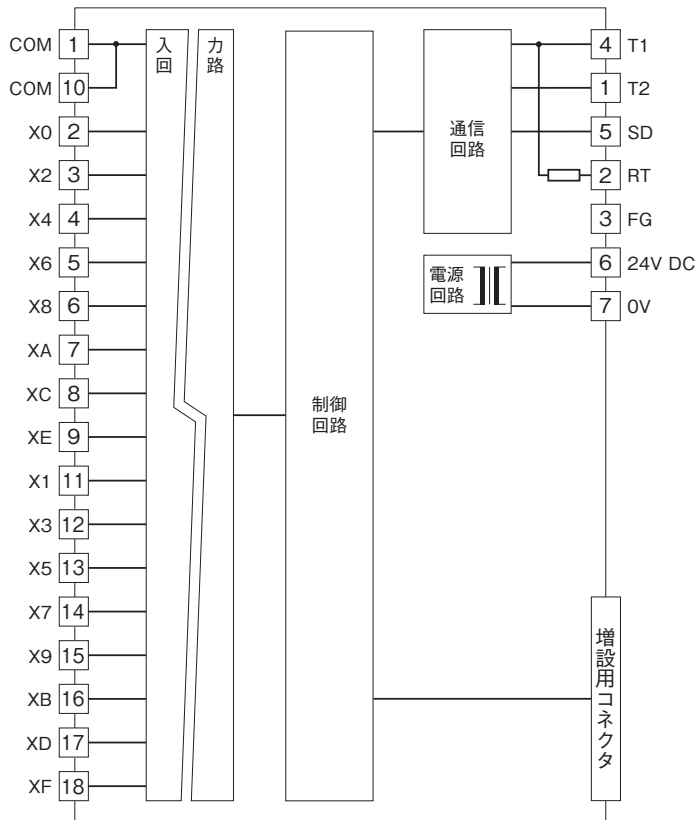 COM 1
COM 10
X0 2
X2 3
X4 4
X6 5
X8 6
XA 7
XC 8
XE 9
X1 11
X3 12
X5 13
X7 14
X9 15
XB 16
XD 17
XF 18
入力
回路
制御
回路
通信
回路
電源
回路
4 T1
1 T2
5 SD
2 RT
3 FG
6 24V DC
7 0V
増設用コネクタ